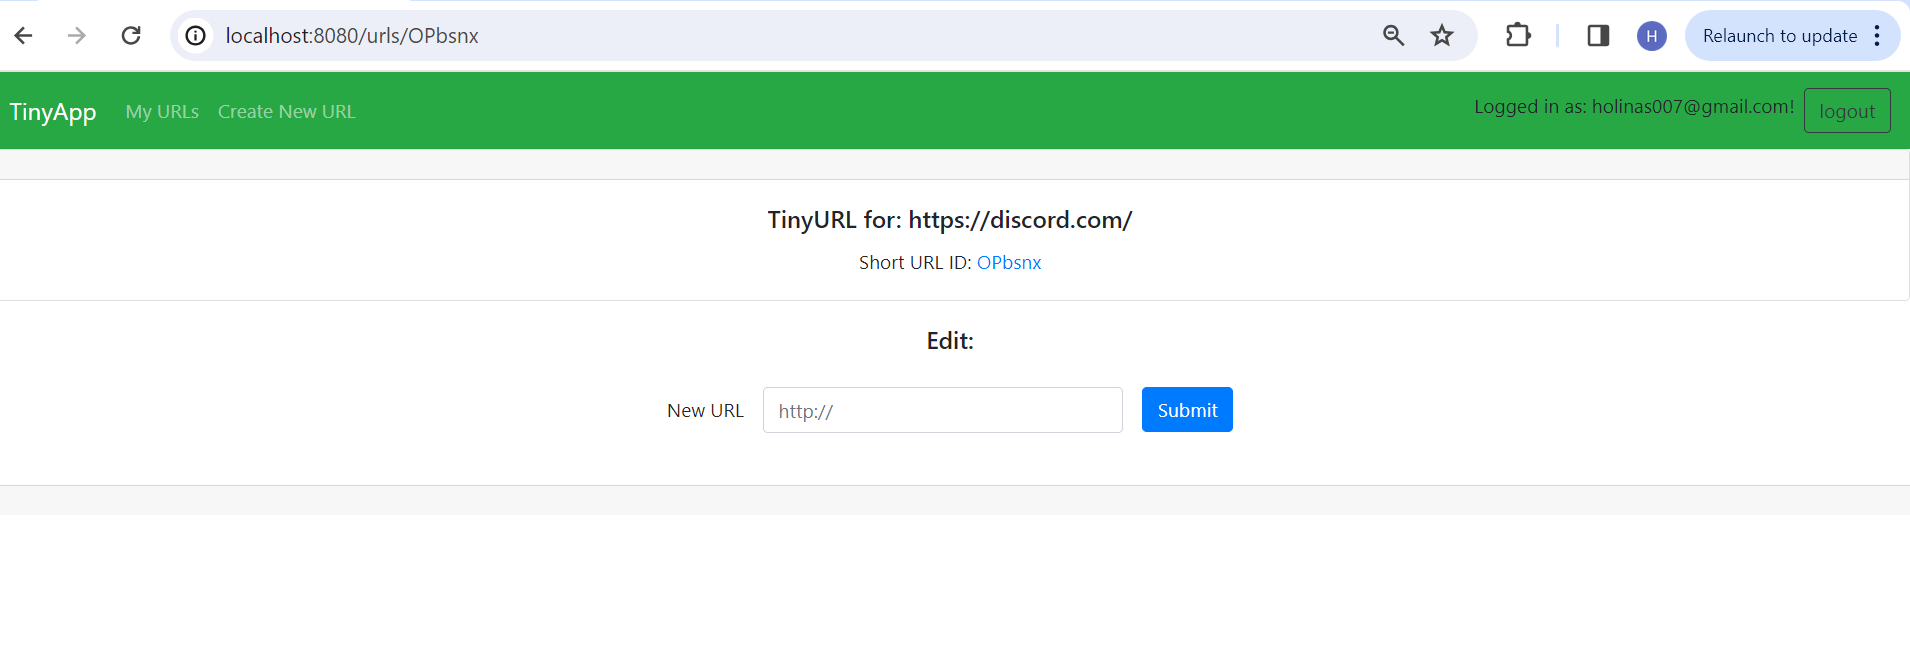 localhost:8080/urls/OPbsnx
H
Relaunch to update
TinyApp My URLs Create New URL Logged in as: holinas007@gmail.com! logout
TinyURL for: https://discord.com/
Short URL ID: OPbsnx
Edit:
New URL http:// Submit